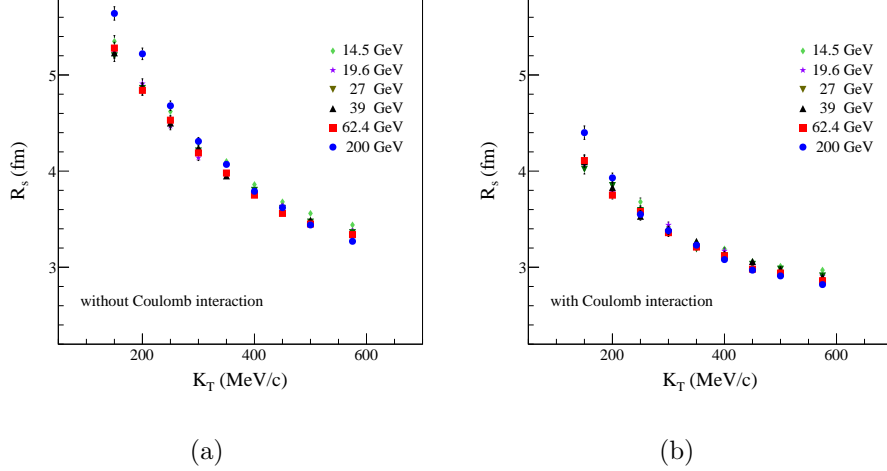 5
4
3
R_s (fm)
14.5 GeV
19.6 GeV
27 GeV
39 GeV
62.4 GeV
200 GeV
without Coulomb interaction
200 400 600
K_T (MeV/c)
(a)
5
4
3
R_s (fm)
14.5 GeV
19.6 GeV
27 GeV
39 GeV
62.4 GeV
200 GeV
with Coulomb interaction
200 400 600
K_T (MeV/c)
(b)